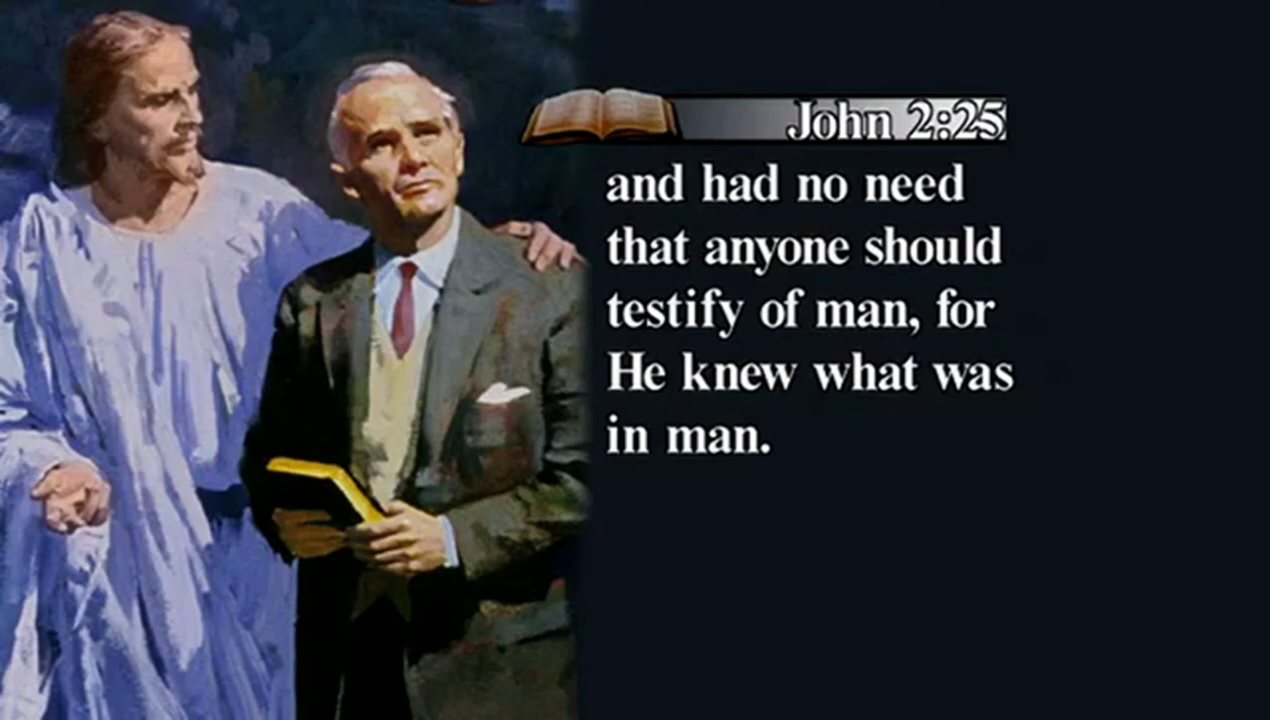 John 2:25
and had no need
that anyone should
testify of man, for
He knew what was
in man.